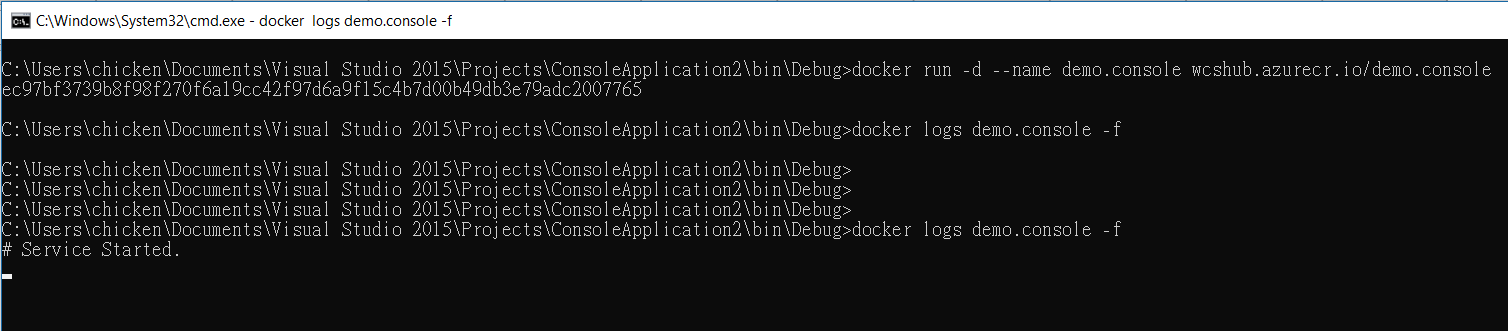 C:\Windows\System32\cmd.exe - docker  logs demo.console -f
C:\Users\chicken\Documents\Visual Studio 2015\Projects\ConsoleApplication2\bin\Debug>docker run -d --name demo.console wcshub.azurecr.io/demo.console
ec97bf3739b8f98f270f6a19cc42f97d6a9f15c4b7d00b49db3e79adc2007765
C:\Users\chicken\Documents\Visual Studio 2015\Projects\ConsoleApplication2\bin\Debug>docker logs demo.console -f
C:\Users\chicken\Documents\Visual Studio 2015\Projects\ConsoleApplication2\bin\Debug>
C:\Users\chicken\Documents\Visual Studio 2015\Projects\ConsoleApplication2\bin\Debug>
C:\Users\chicken\Documents\Visual Studio 2015\Projects\ConsoleApplication2\bin\Debug>
C:\Users\chicken\Documents\Visual Studio 2015\Projects\ConsoleApplication2\bin\Debug>docker logs demo.console -f
# Service Started.